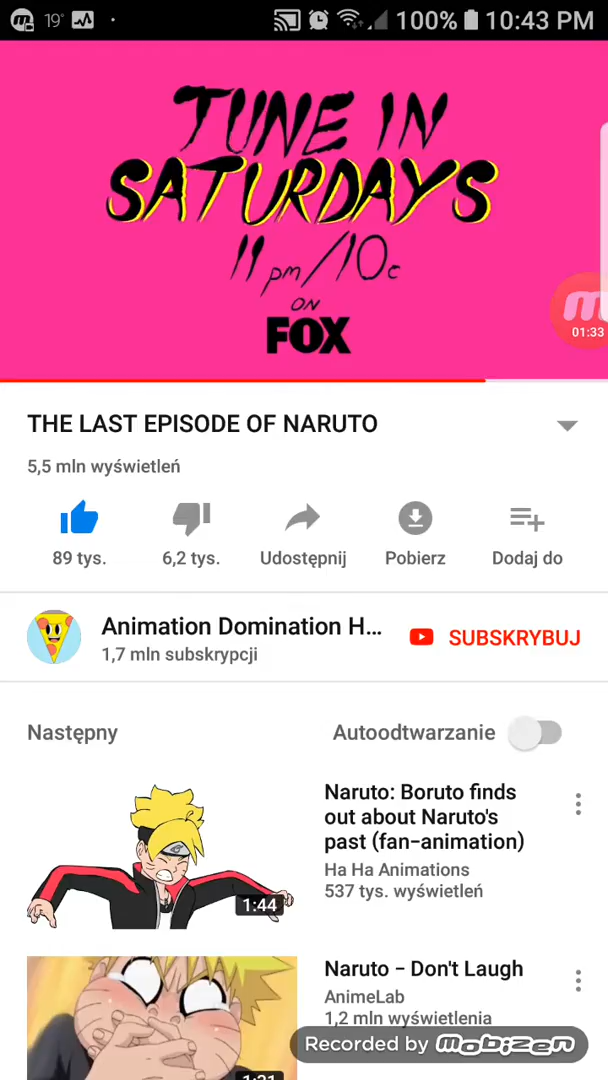 19°
100%
10:43 PM
TUNE IN
SATURDAYS
11pm/10c
ON
FOX
01:33
THE LAST EPISODE OF NARUTO
5,5 mln wyświetleń
89 tys.
6,2 tys.
Udostępnij
Pobierz
Dodaj do
Animation Domination H...
1,7 mln subskrypcji
SUBSKRYBUJ
Następny
Autoodtwarzanie
Naruto: Boruto finds
out about Naruto's
past (fan-animation)
Ha Ha Animations
537 tys. wyświetleń
1:44
Naruto - Don't Laugh
AnimeLab
1,2 mln wyświetlenia
Recorded by mobizen